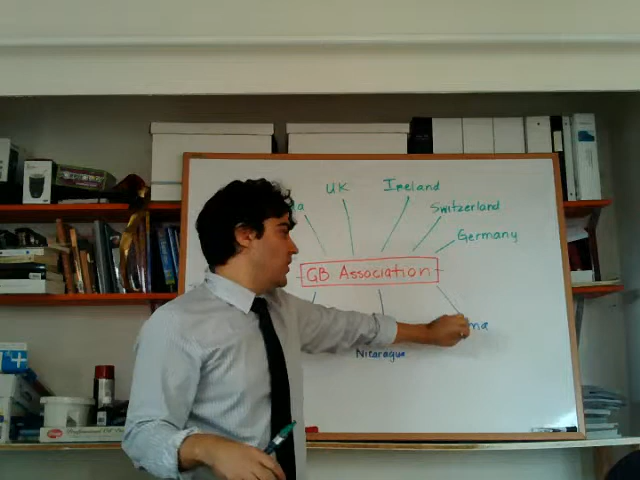 UK
Ireland
Switzerland
Germany
GB Association
Nicaragua